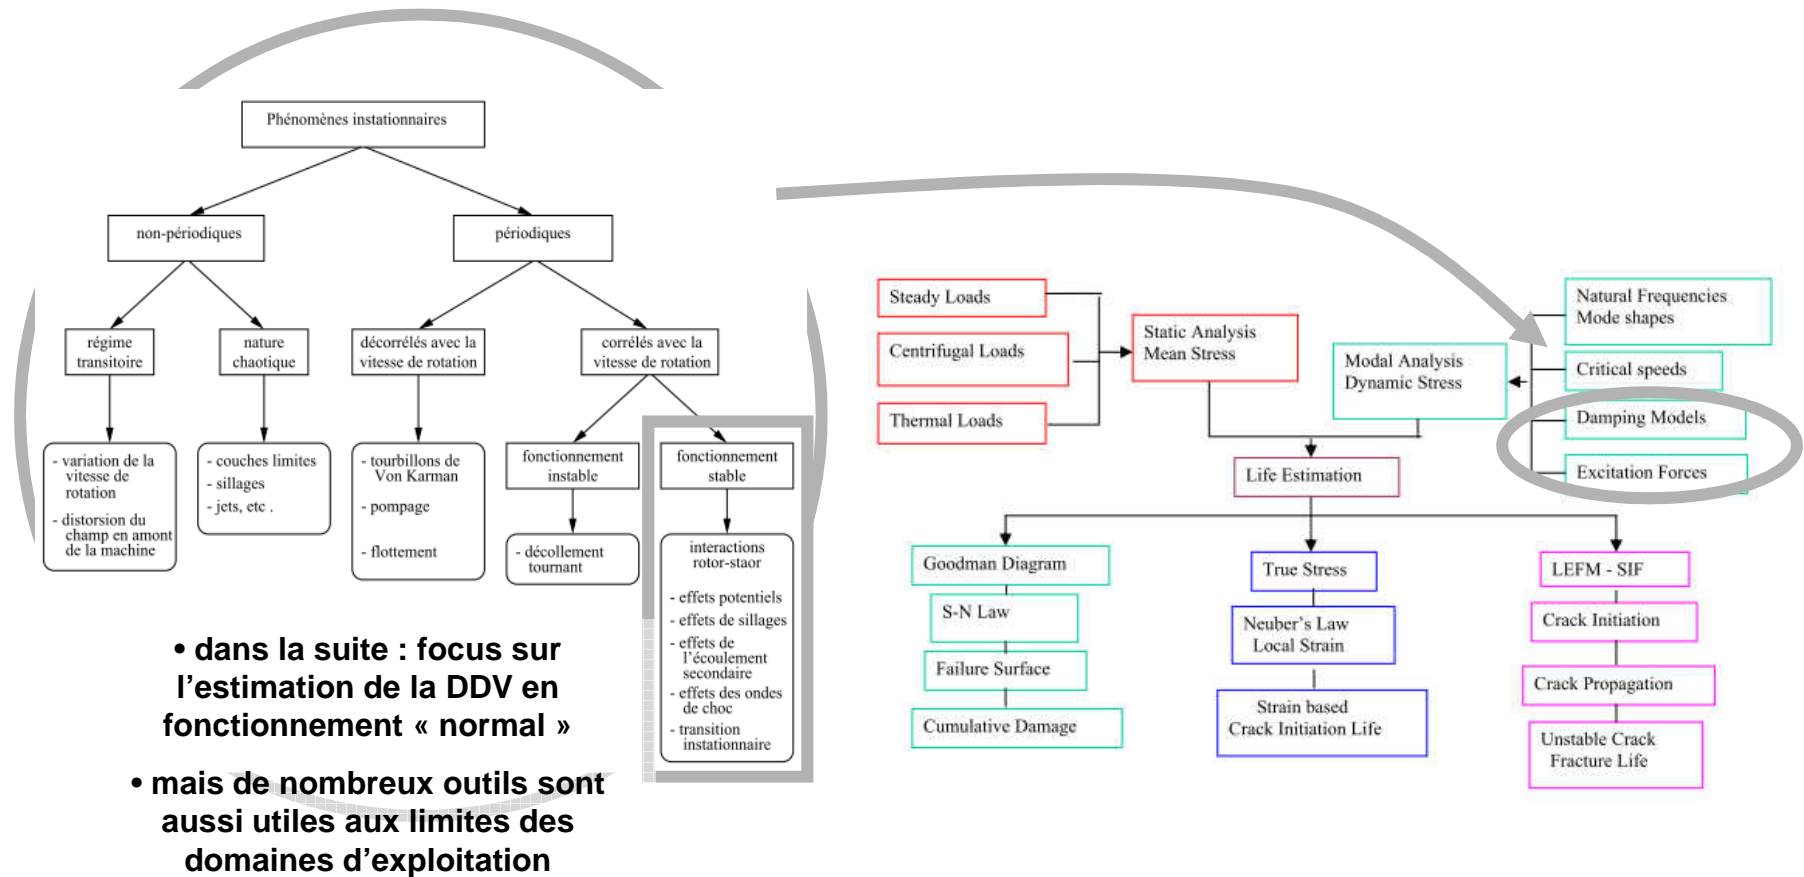 Phénomènes instationnaires
non-périodiques
périodiques
régime
transitoire
nature
chaotique
décorrélés avec la
vitesse de rotation
corrélés avec la
vitesse de rotation
- variation de la
vitesse de
rotation
- distorsion du
champ en amont
de la machine
- couches limites
- sillages
- jets, etc .
- tourbillons de
Von Karman
- pompage
- flottement
fonctionnement
instable
- décollement
tournant
fonctionnement
stable
interactions
rotor-staor
- effets potentiels
- effets de sillages
- effets de
l'écoulement
secondaire
- effets des ondes
de choc
- transition
instationnaire
• dans la suite : focus sur
l'estimation de la DDV en
fonctionnement « normal »
• mais de nombreux outils sont
aussi utiles aux limites des
domaines d'exploitation
Steady Loads
Centrifugal Loads
Thermal Loads
Static Analysis
Mean Stress
Modal Analysis
Dynamic Stress
Natural Frequencies
Mode shapes
Critical speeds
Damping Models
Excitation Forces
Life Estimation
Goodman Diagram
S-N Law
Failure Surface
Cumulative Damage
True Stress
Neuber's Law
Local Strain
Strain based
Crack Initiation Life
LEFM - SIF
Crack Initiation
Crack Propagation
Unstable Crack
Fracture Life